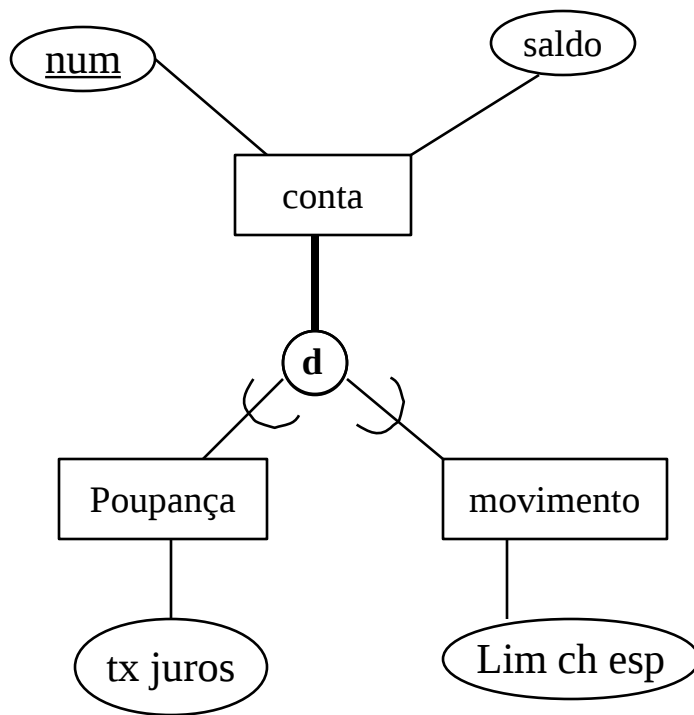 num
saldo
conta
d
Poupança
movimento
tx juros
Lim ch esp